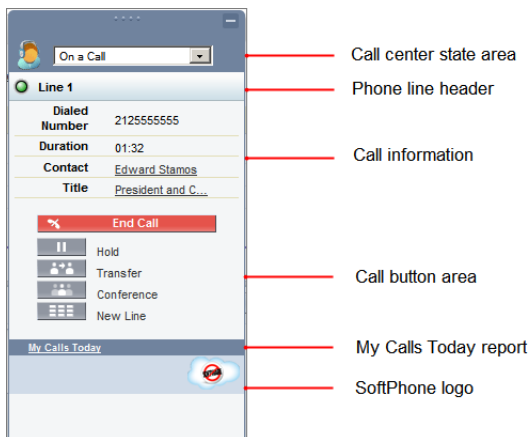 On a Call
Call center state area
Line 1
Phone line header
Dialed Number 2125555555
Duration 01:32
Call information
Contact Edward Stamos
Title President and C...
End Call
Hold
Transfer
Call button area
Conference
New Line
My Calls Today
My Calls Today report
SoftPhone logo